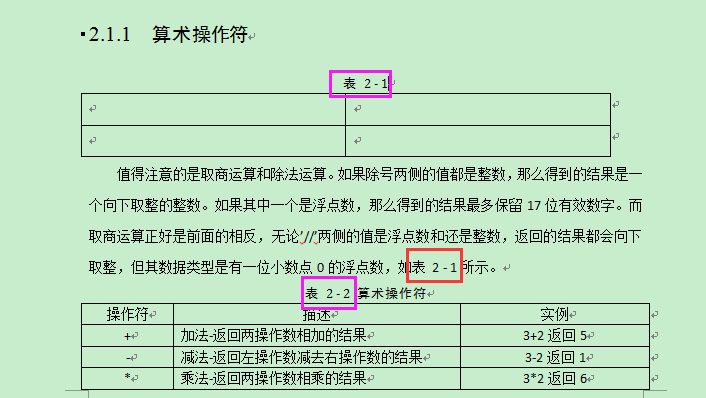 2.1.1 算术操作符
表 2-1
值得注意的是取商运算和除法运算。如果除号两侧的值都是整数，那么得到的结果是一
个向下取整的整数。如果其中一个是浮点数，那么得到的结果最多保留 17 位有效数字。而
取商运算正好是前面的相反，无论'//'两侧的值是浮点数和还是整数，返回的结果都会向下
取整，但其数据类型是有一位小数点 0 的浮点数，如表 2-1 所示。
表 2-2 算术操作符
操作符 描述 实例
+ 加法-返回两操作数相加的结果 3+2 返回 5
- 减法-返回左操作数减去右操作数的结果 3-2 返回 1
* 乘法-返回两操作数相乘的结果 3*2 返回 6